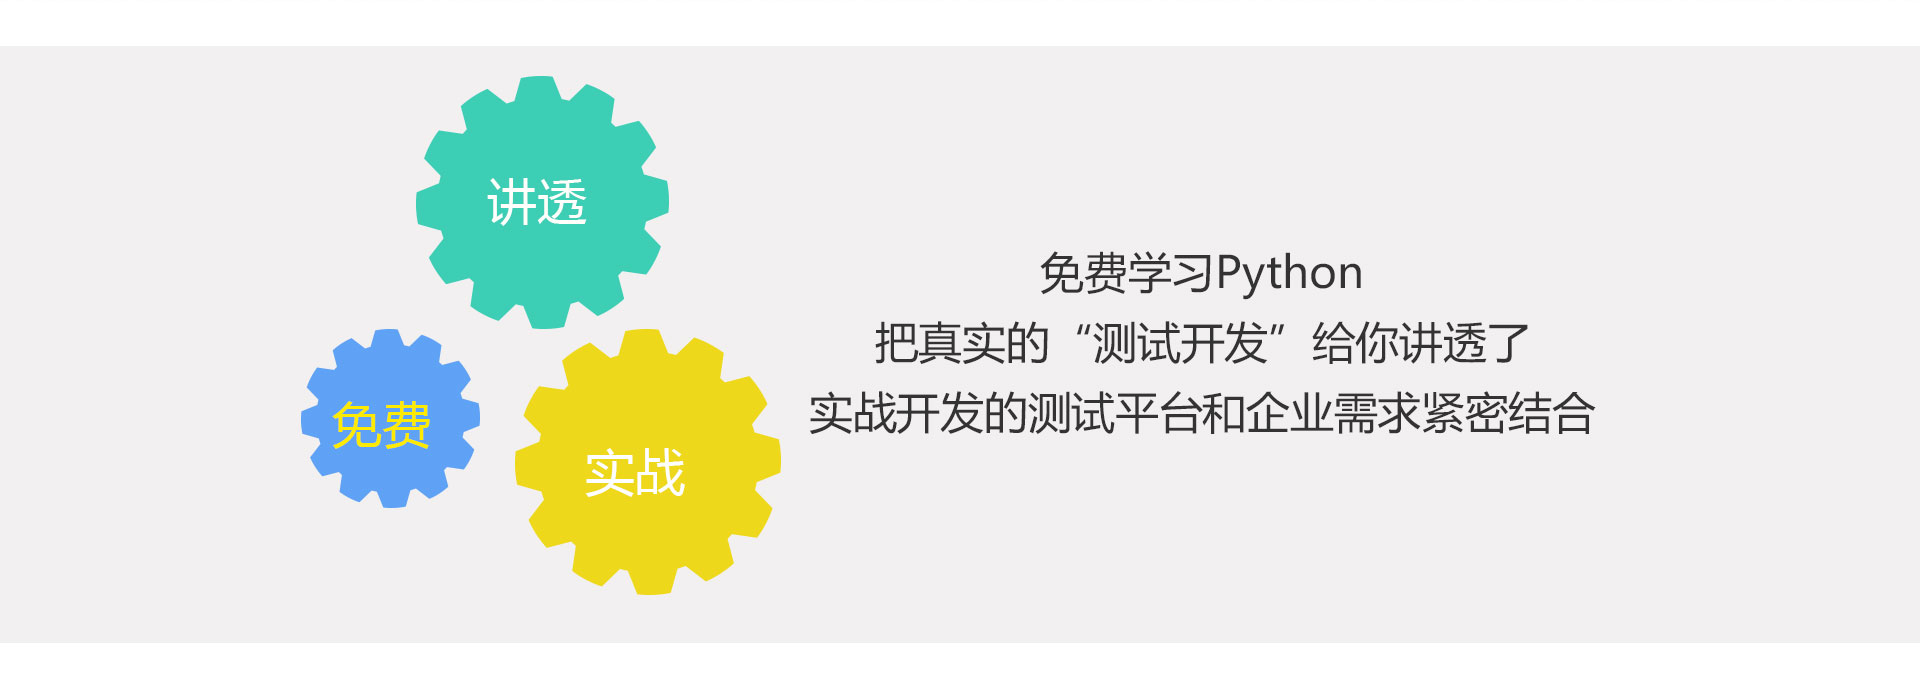 讲透
免费
实战
免费学习Python
把真实的“测试开发”给你讲透了
实战开发的测试平台和企业需求紧密结合